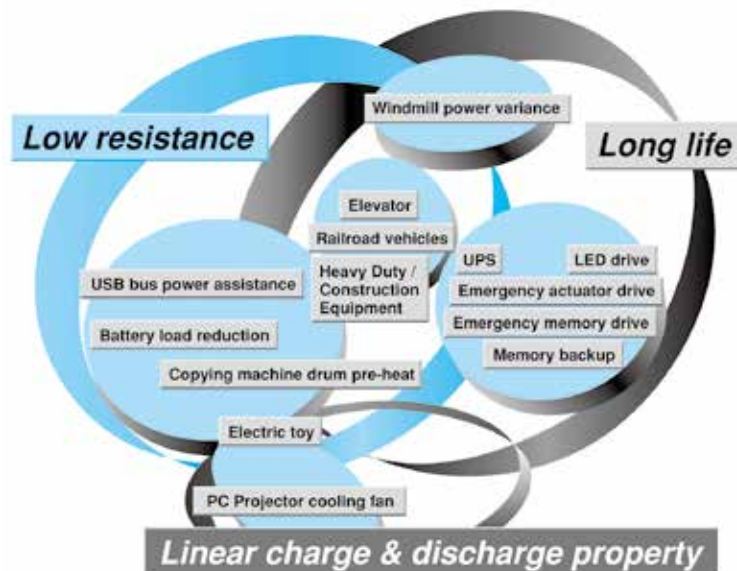 Windmill power variance
Low resistance
Long life
Elevator
Railroad vehicles
Heavy Duty /
Construction
Equipment
UPS
LED drive
Emergency actuator drive
Emergency memory drive
Memory backup
USB bus power assistance
Battery load reduction
Copying machine drum pre-heat
Electric toy
PC Projector cooling fan
Linear charge & discharge property